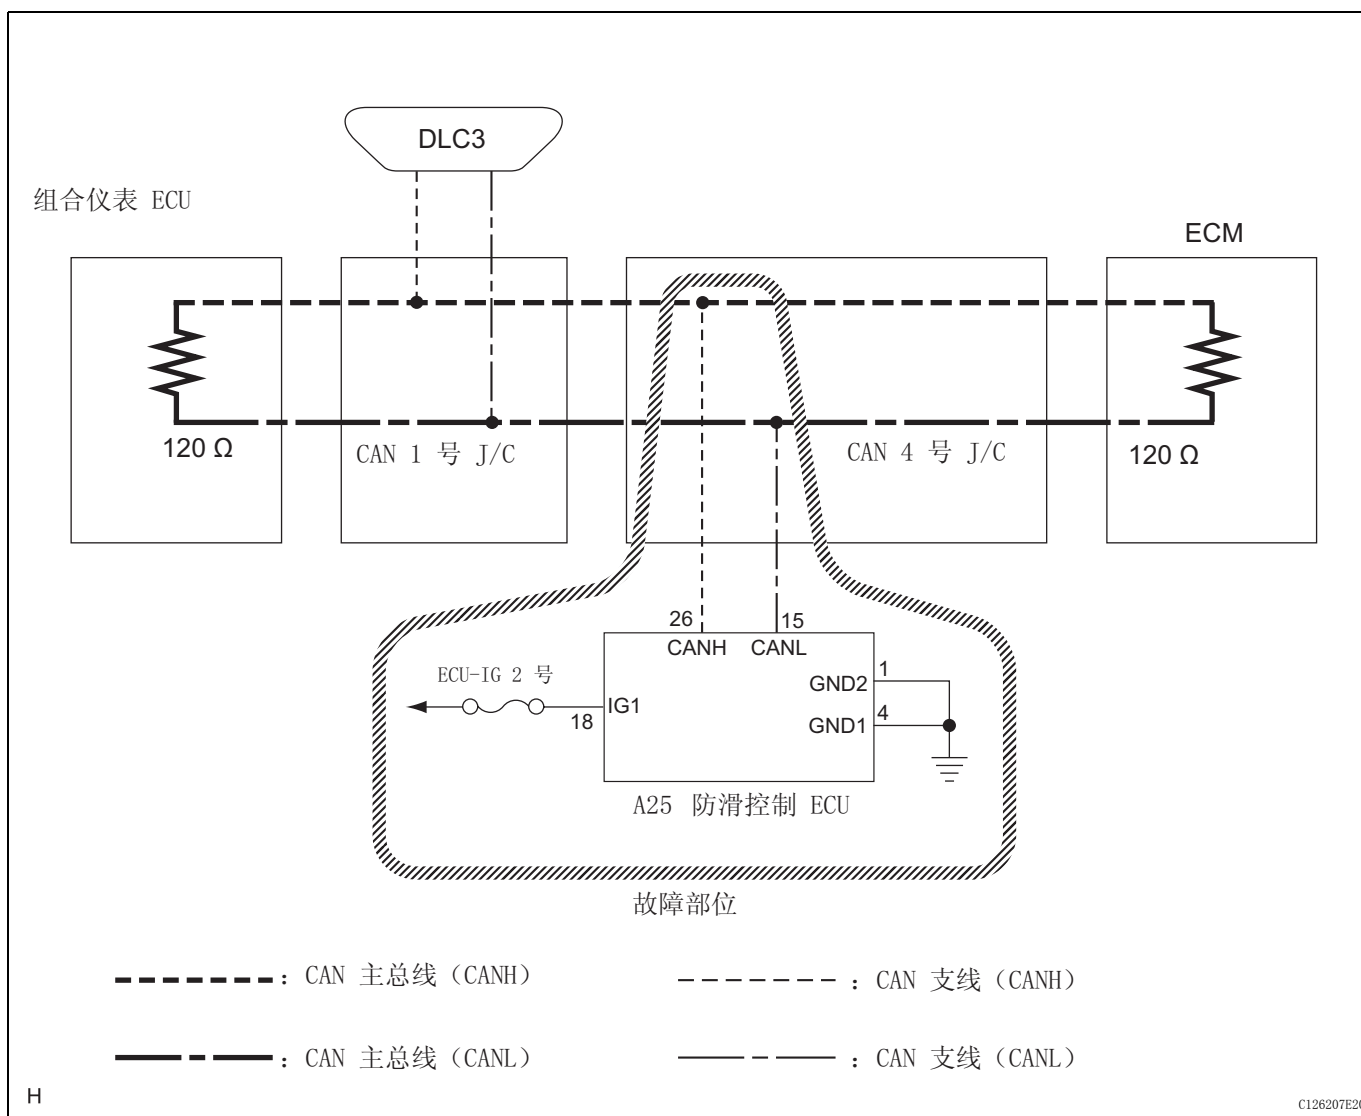 DLC3
组合仪表 ECU
ECM
120 Ω
CAN 1 号 J/C
CAN 4 号 J/C
120 Ω
26
15
CANH
CANL
ECU-IG 2 号
18
IG1
GND2
1
GND1
4
A25 防滑控制 ECU
故障部位
：CAN 主总线（CANH）
：CAN 支线（CANH）
：CAN 主总线（CANL）
：CAN 支线（CANL）
H